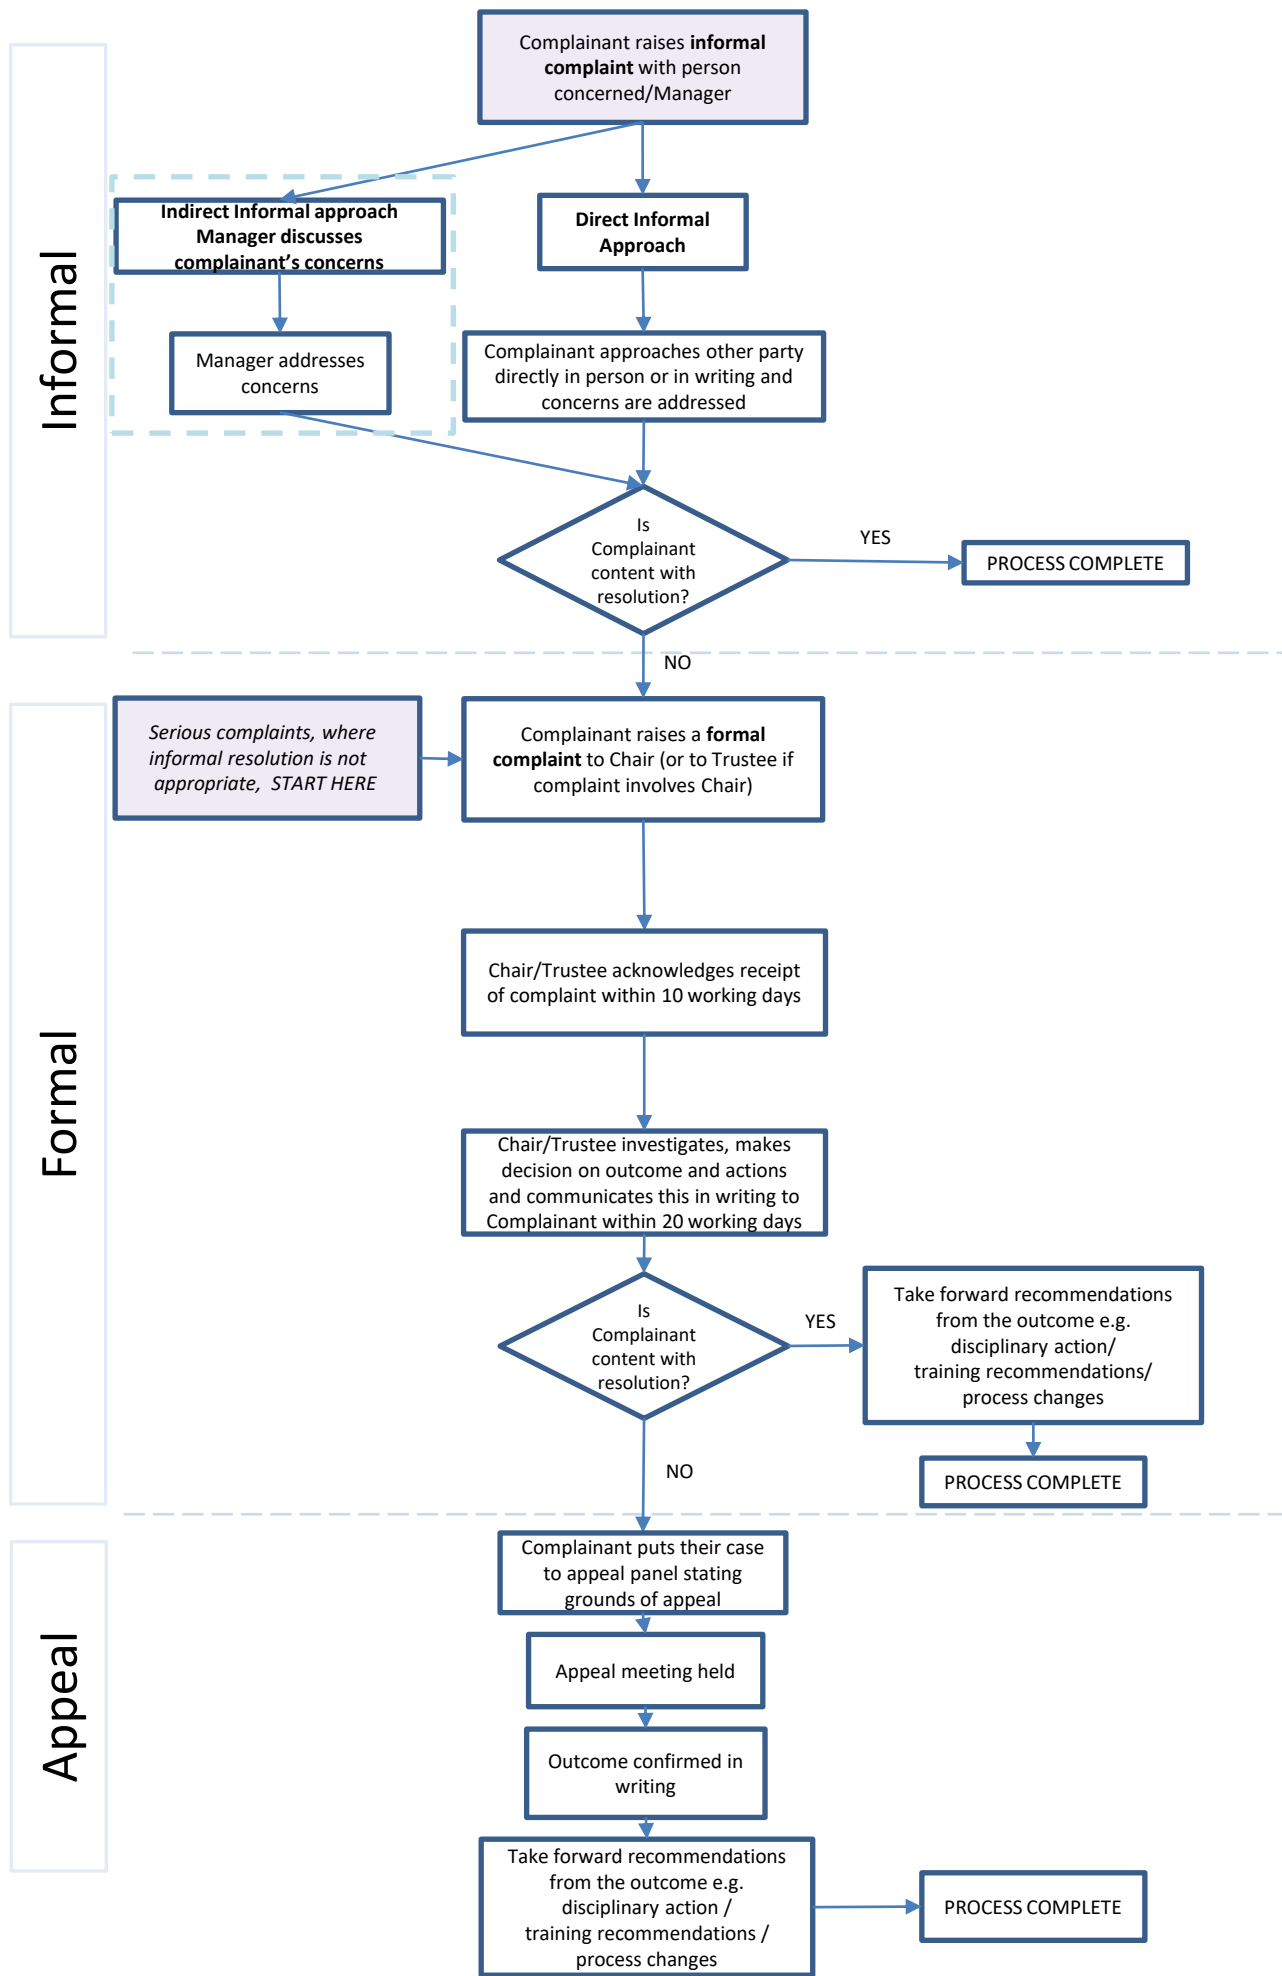 Informal
Complainant raises informal
complaint with person
concerned/Manager
Indirect Informal approach
Manager discusses
complainant’s concerns
Direct Informal
Approach
Manager addresses
concerns
Complainant approaches other party
directly in person or in writing and
concerns are addressed
Is
Complainant
content with
resolution?
YES
PROCESS COMPLETE
NO
Formal
Serious complaints, where
informal resolution is not
appropriate, START HERE
Complainant raises a formal
complaint to Chair (or to Trustee if
complaint involves Chair)
Chair/Trustee acknowledges receipt
of complaint within 10 working days
Chair/Trustee investigates, makes
decision on outcome and actions
and communicates this in writing to
Complainant within 20 working days
Is
Complainant
content with
resolution?
YES
Take forward recommendations
from the outcome e.g.
disciplinary action/
training recommendations/
process changes
PROCESS COMPLETE
NO
Appeal
Complainant puts their case
to appeal panel stating
grounds of appeal
Appeal meeting held
Outcome confirmed in
writing
Take forward recommendations
from the outcome e.g.
disciplinary action /
training recommendations /
process changes
PROCESS COMPLETE